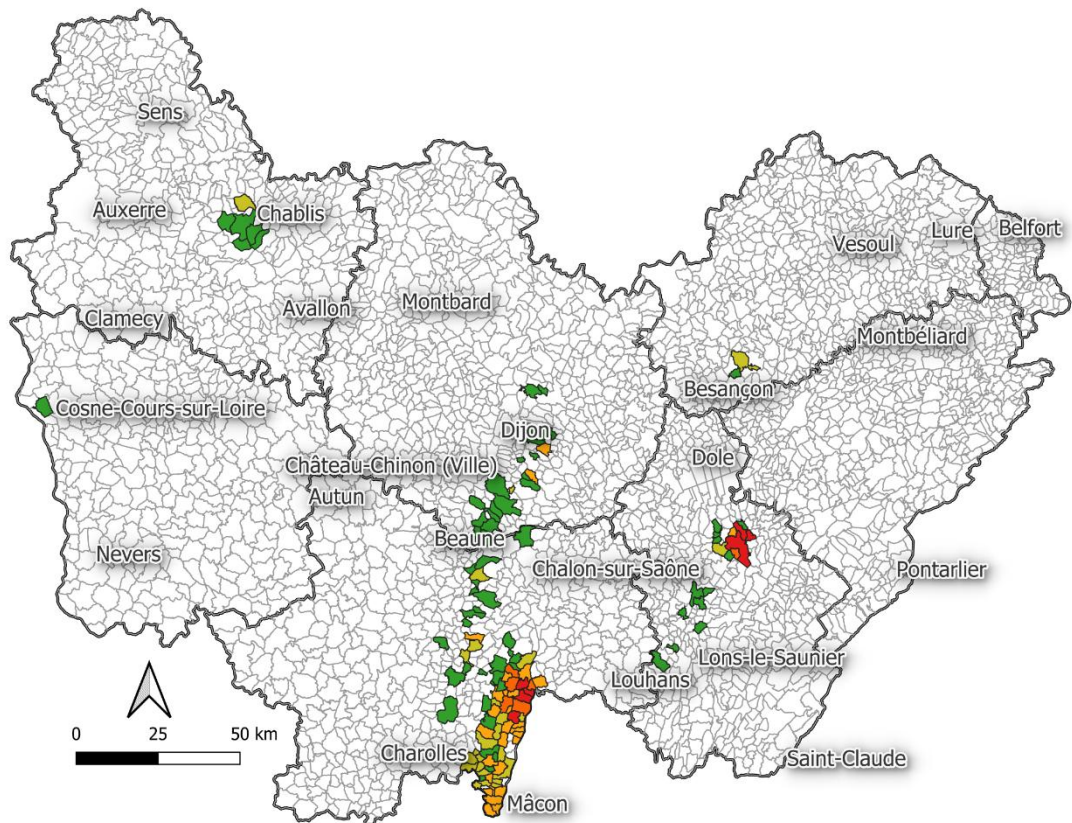 Sens
Auxerre
Chablis
Vesoul
Lure
Belfort
Clamecy
Avallon
Montbard
Montbéliard
Besançon
Cosne-Cours-sur-Loire
Dijon
Château-Chinon (Ville)
Dole
Autun
Beaune
Nevers
Chalon-sur-Saône
Pontarlier
Lons-le-Saunier
Louhans
0 25 50 km
Charolles
Saint-Claude
Mâcon